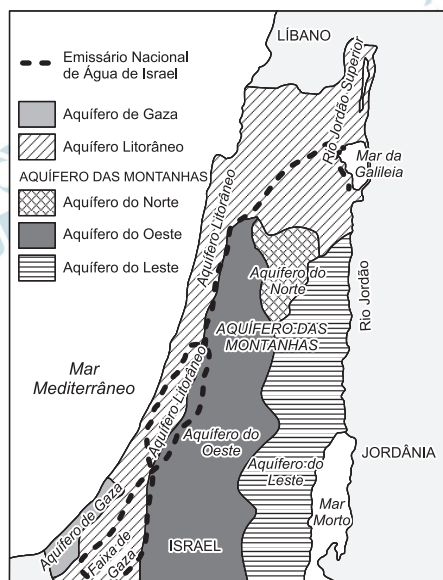 LÍBANO
Emissário Nacional
de Água de Israel
Aquífero de Gaza
Aquífero Litorâneo
AQUÍFERO DAS MONTANHAS
Aquífero do Norte
Aquífero do Oeste
Aquífero do Leste
Rio Jordão Superior
Mar da
Galileia
Aquífero Litorâneo
Aquífero do
Norte
Rio Jordão
AQUÍFERO DAS
MONTANHAS
Mar
Mediterrâneo
Aquífero Litorâneo
Aquífero do
Oeste
JORDÂNIA
Aquífero do
Leste
Mar
Morto
Aquífero de Gaza
Faixa de
Gaza
ISRAEL